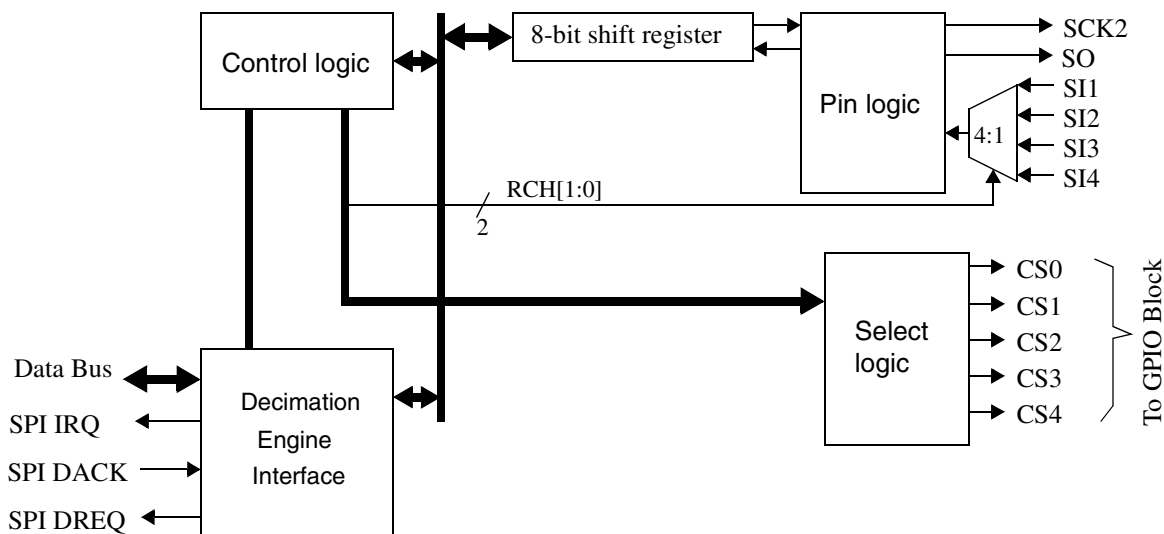 Control logic
8-bit shift register
Pin logic
SCK2
SO
SI1
SI2
SI3
SI4
4:1
RCH[1:0]
2
Select
logic
CS0
CS1
CS2
CS3
CS4
To GPIO Block
Data Bus
SPI IRQ
SPI DACK
SPI DREQ
Decimation
Engine
Interface